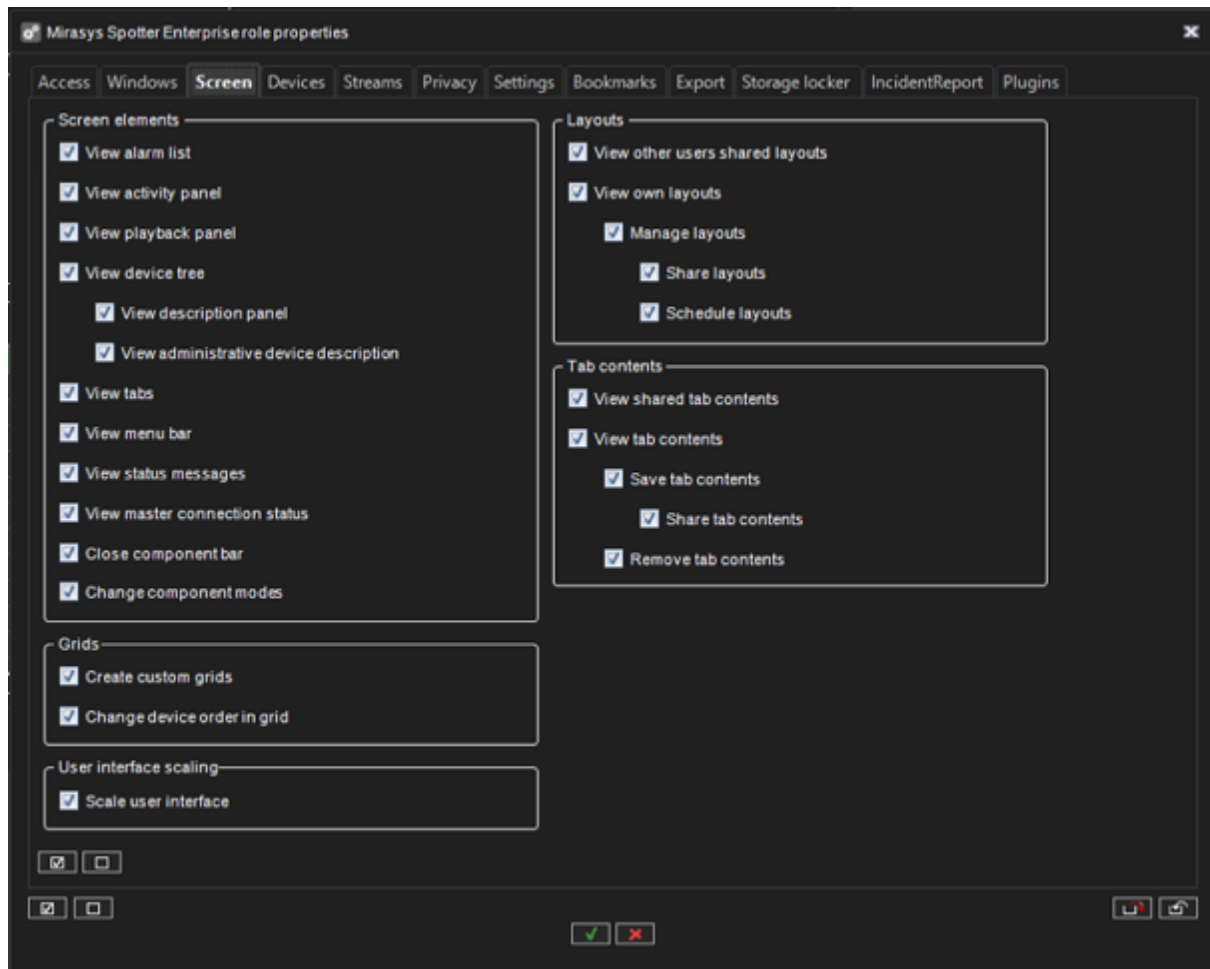 Mirasys Spotter Enterprise role properties
Access Windows Screen Devices Streams Privacy Settings Bookmarks Export Storage locker IncidentReport Plugins
Screen elements
View alarm list
View activity panel
View playback panel
View device tree
View description panel
View administrative device description
View tabs
View menu bar
View status messages
View master connection status
Close component bar
Change component modes
Grids
Create custom grids
Change device order in grid
User interface scaling
Scale user interface
Layouts
View other users shared layouts
View own layouts
Manage layouts
Share layouts
Schedule layouts
Tab contents
View shared tab contents
View tab contents
Save tab contents
Share tab contents
Remove tab contents